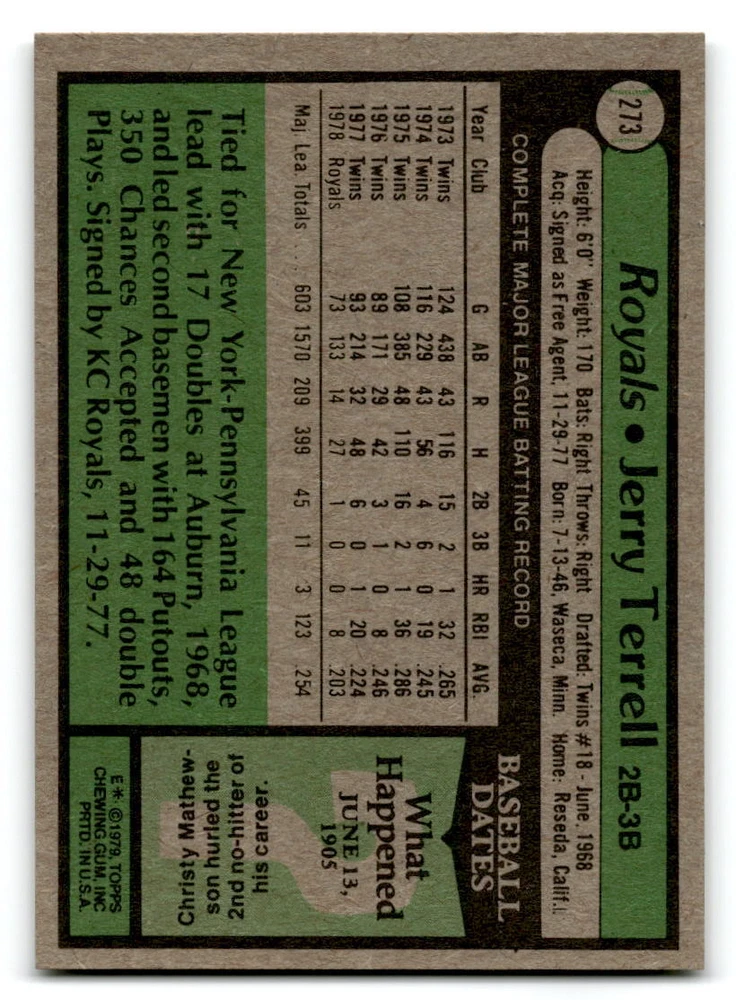 273
Royals • Jerry Terrell 2B-3B
Height: 6'0" Weight: 170 Bats: Right Throws: Right Drafted: Twins #18 - June, 1968
Acq: Signed as Free Agent, 11-29-77 Born: 7-13-46, Waseca, Minn. Home: Reseda, Calif.
COMPLETE MAJOR LEAGUE BATTING RECORD
Year Club G AB R H 2B 3B HR RBI AVG.
1973 Twins 124 438 43 116 15 2 1 32 .265
1974 Twins 116 229 43 56 4 6 0 19 .245
1975 Twins 108 385 48 110 16 2 1 36 .286
1976 Twins 89 171 29 42 3 1 0 8 .246
1977 Twins 93 214 32 48 6 0 1 20 .224
1978 Royals 73 133 14 27 1 0 0 8 .203
Maj. Lea. Totals . . . . 603 1570 209 399 45 11 3 123 .254
Tied for New York-Pennsylvania League
lead with 17 Doubles at Auburn, 1968,
and led second basemen with 164 Putouts,
350 Chances Accepted and 48 double
Plays. Signed by KC Royals, 11-29-77.
BASEBALL
DATES
What
Happened
JUNE 13,
1905
Christy Mathew-
son hurled the
2nd no-hitter of
his career.
E*: ©1979, TOPPS
CHEWING GUM, INC
PRTD. IN U.S.A.